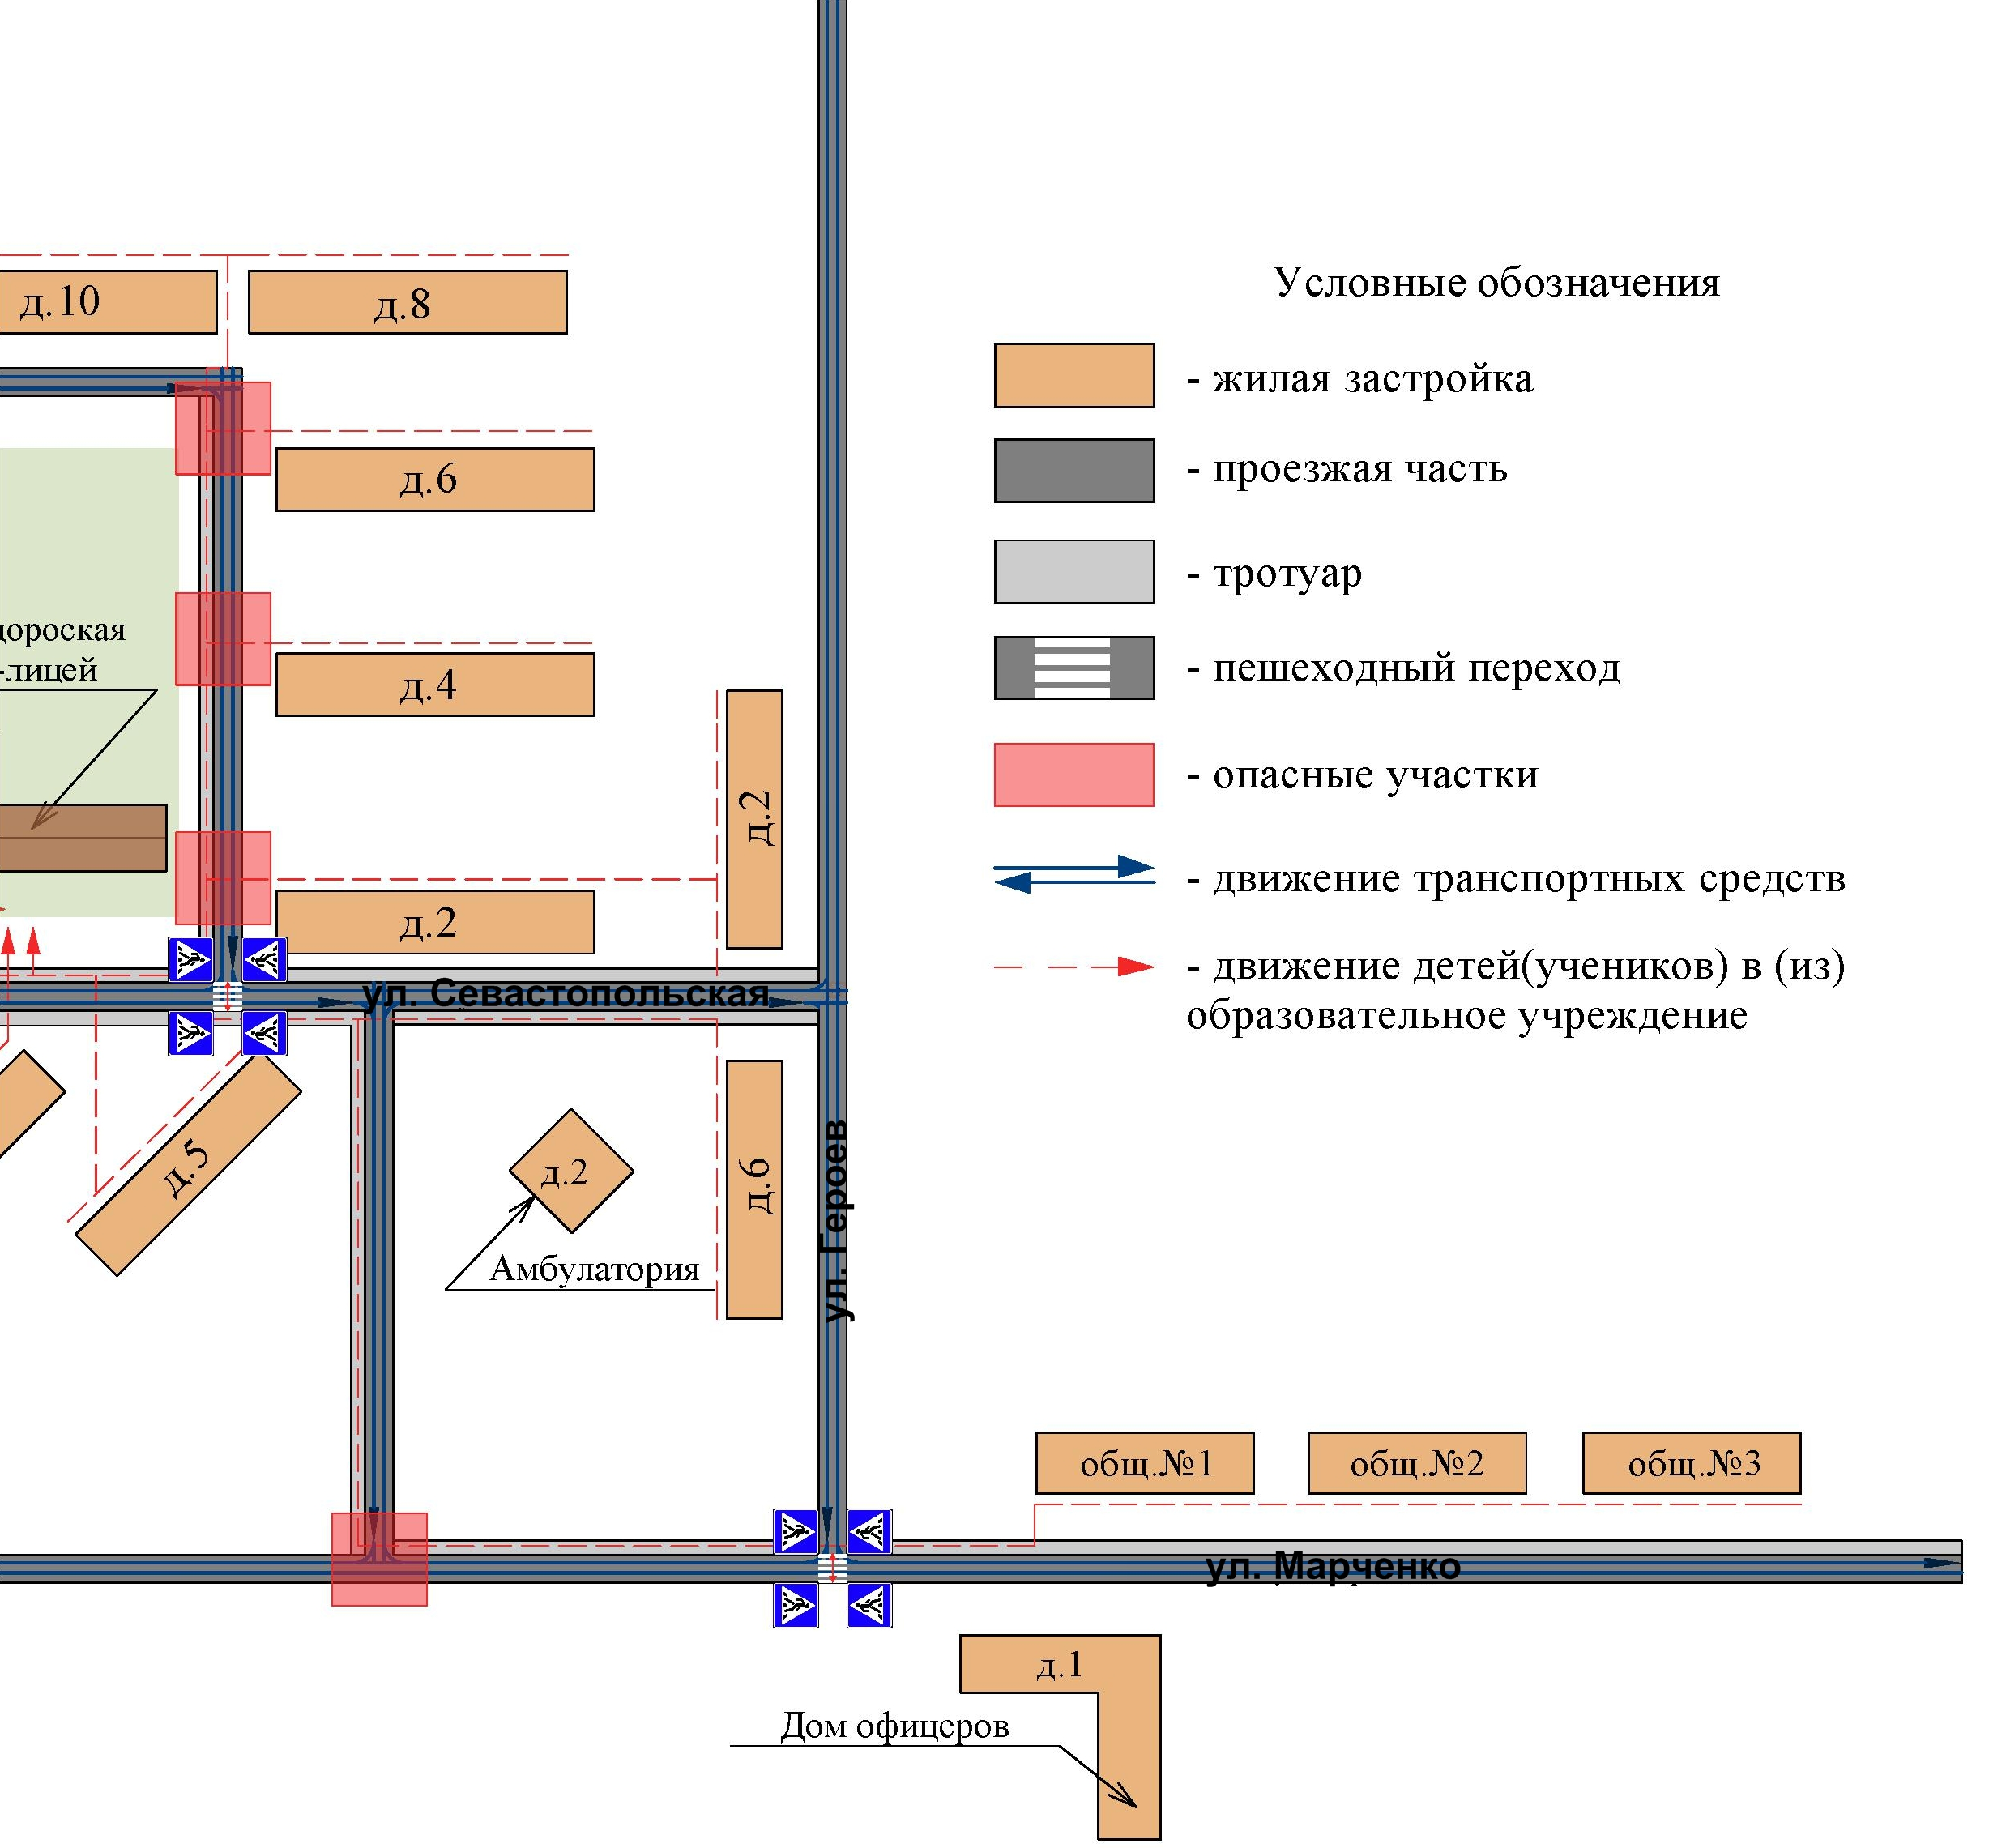 д.10
д.8
Условные обозначения
- жилая застройка
д.6
- проезжая часть
- тротуар
дороская
-лицей
д.4
- пешеходный переход
- опасные участки
д.2
- движение транспортных средств
д.2
- движение детей(учеников) в (из)
образовательное учреждение
ул. Севастопольская
д.5
д.2
д.6
Амбулатория
ул. Героев
общ.№1
общ.№2
общ.№3
ул. Марченко
д.1
Дом офицеров